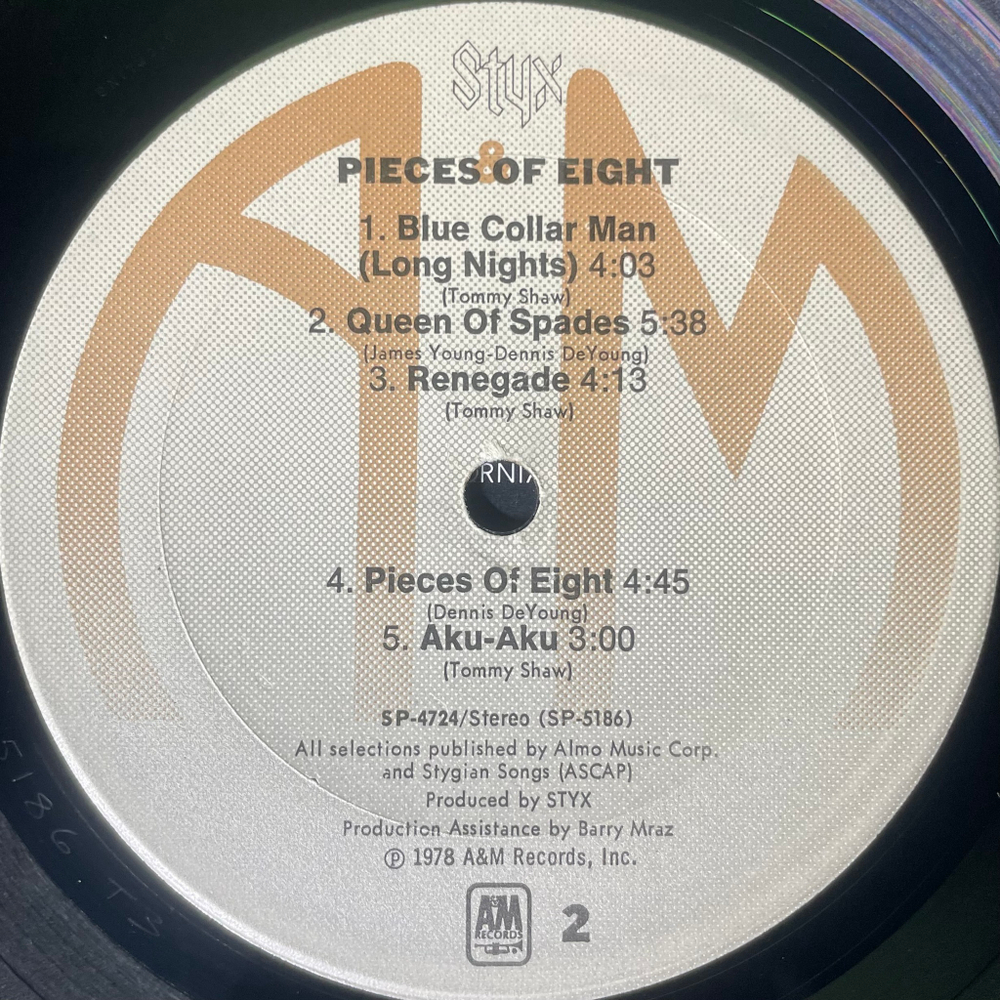 Styx
A&M
PIECES OF EIGHT
1. Blue Collar Man
(Long Nights) 4:03
(Tommy Shaw)
2. Queen Of Spades 5:38
(James Young-Dennis DeYoung)
3. Renegade 4:13
(Tommy Shaw)
RNI
4. Pieces Of Eight 4:45
(Dennis DeYoung)
5. Aku-Aku 3:00
(Tommy Shaw)
SP-4724/Stereo (SP-5186)
All selections published by Almo Music Corp.
and Stygian Songs (ASCAP)
Produced by STYX
Production Assistance by Barry Mraz
℗ 1978 A&M Records, Inc.
A&M
RECORDS
2
5186